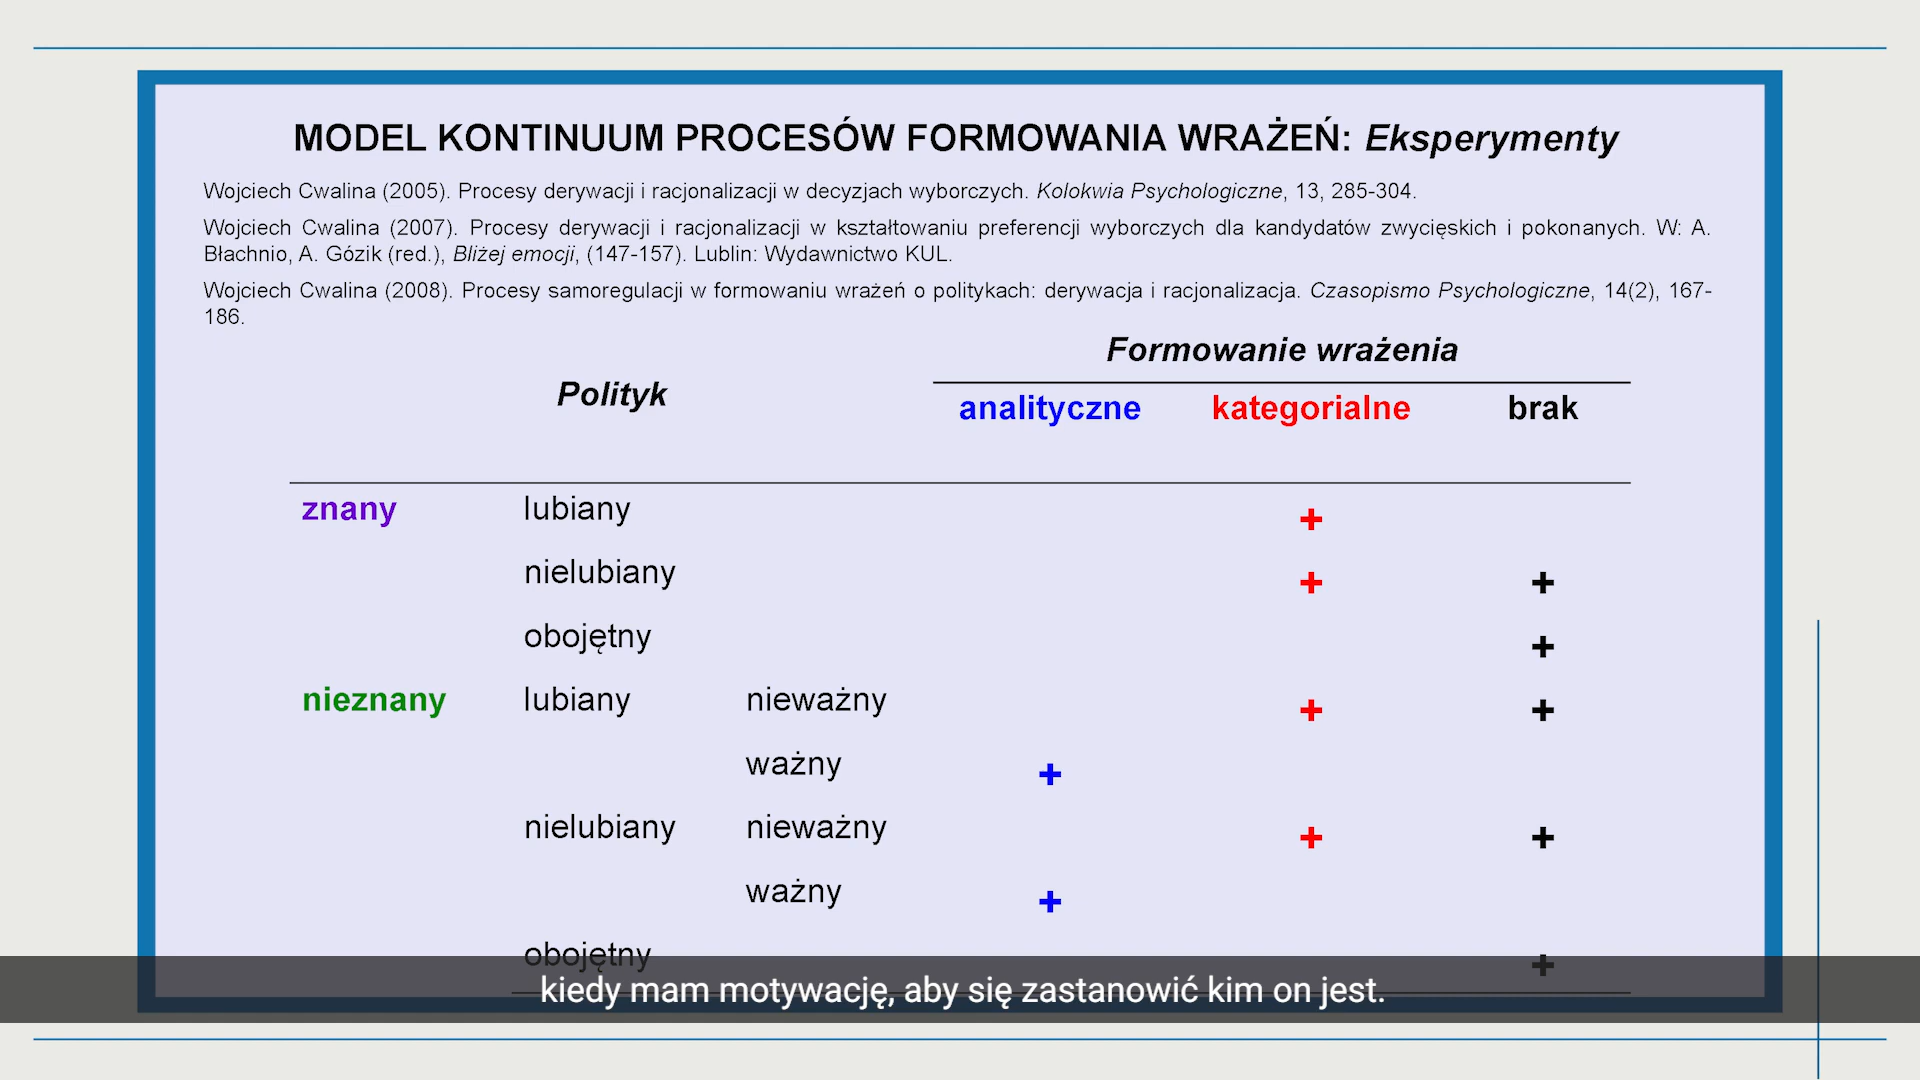 MODEL KONTINUUM PROCESÓW FORMOWANIA WRAŻEŃ: Eksperymenty
Wojciech Cwalina (2005). Procesy derywacji i racjonalizacji w decyzjach wyborczych. Kolokwia Psychologiczne, 13, 285-304.
Wojciech Cwalina (2007). Procesy derywacji i racjonalizacji w kształtowaniu preferencji wyborczych dla kandydatów zwycięskich i pokonanych. W: A.
Błachnio, A. Gózik (red.), Bliżej emocji, (147-157). Lublin: Wydawnictwo KUL.
Wojciech Cwalina (2008). Procesy samoregulacji w formowaniu wrażeń o politykach: derywacja i racjonalizacja. Czasopismo Psychologiczne, 14(2), 167-
186.
Formowanie wrażenia
Polityk
analityczne kategorialne brak
znany lubiany +
nielubiany + +
obojętny +
nieznany lubiany nieważny + +
ważny +
nielubiany nieważny + +
ważny +
obojętny +
kiedy mam motywację, aby się zastanowić kim on jest.